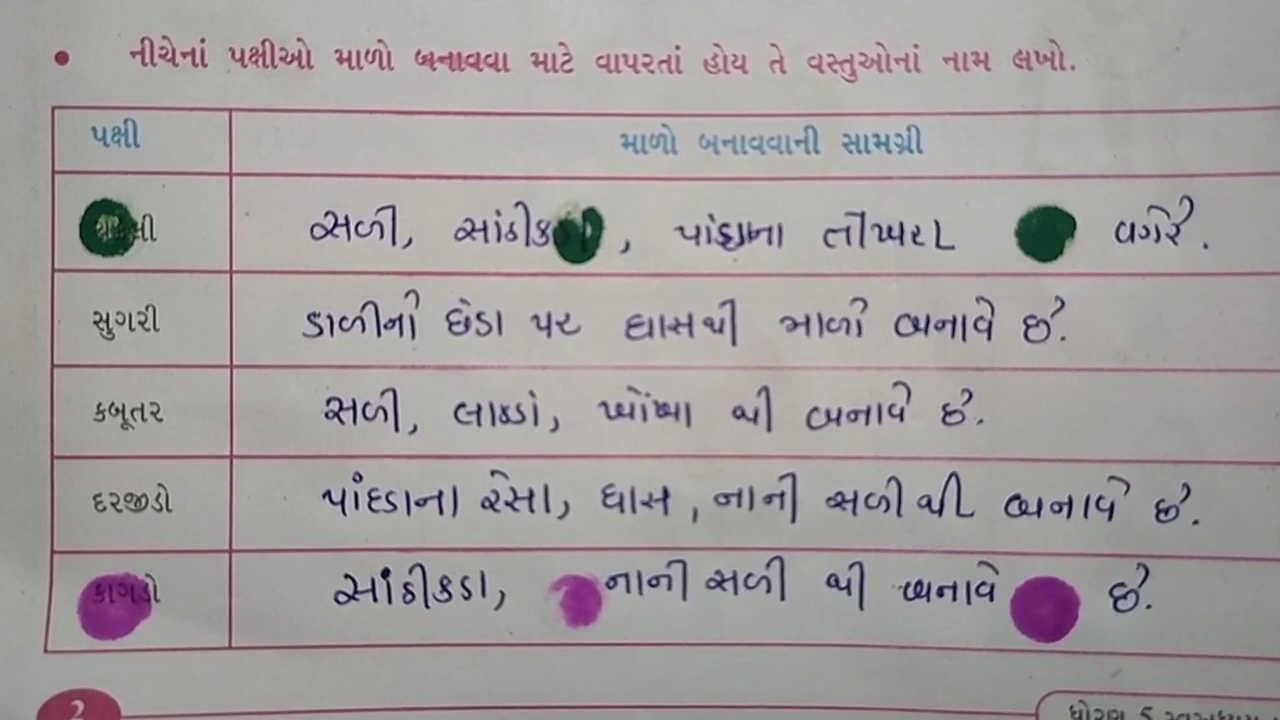 • નીચેનાં પક્ષીઓ માળો બનાવવા માટે વાપરતાં હોય તે વસ્તુઓનાં નામ લખો.
પક્ષી માળો બનાવવાની સામગ્રી
સળી, પાંદડાના વગેરે.
સુગરી ડાળીનો છેડા પર ઘાસથી માળો બનાવે છે.
કબૂતર સળી, લાકડાં, થી બનાવે છે.
દરજીડો પાંદડાના રેસા, ઘાસ, નાની સળી થી બનાવે છે.
કાગડો સાંઠીકડા, નાની સળી થી બનાવે છે.
2
ધોરણ 5